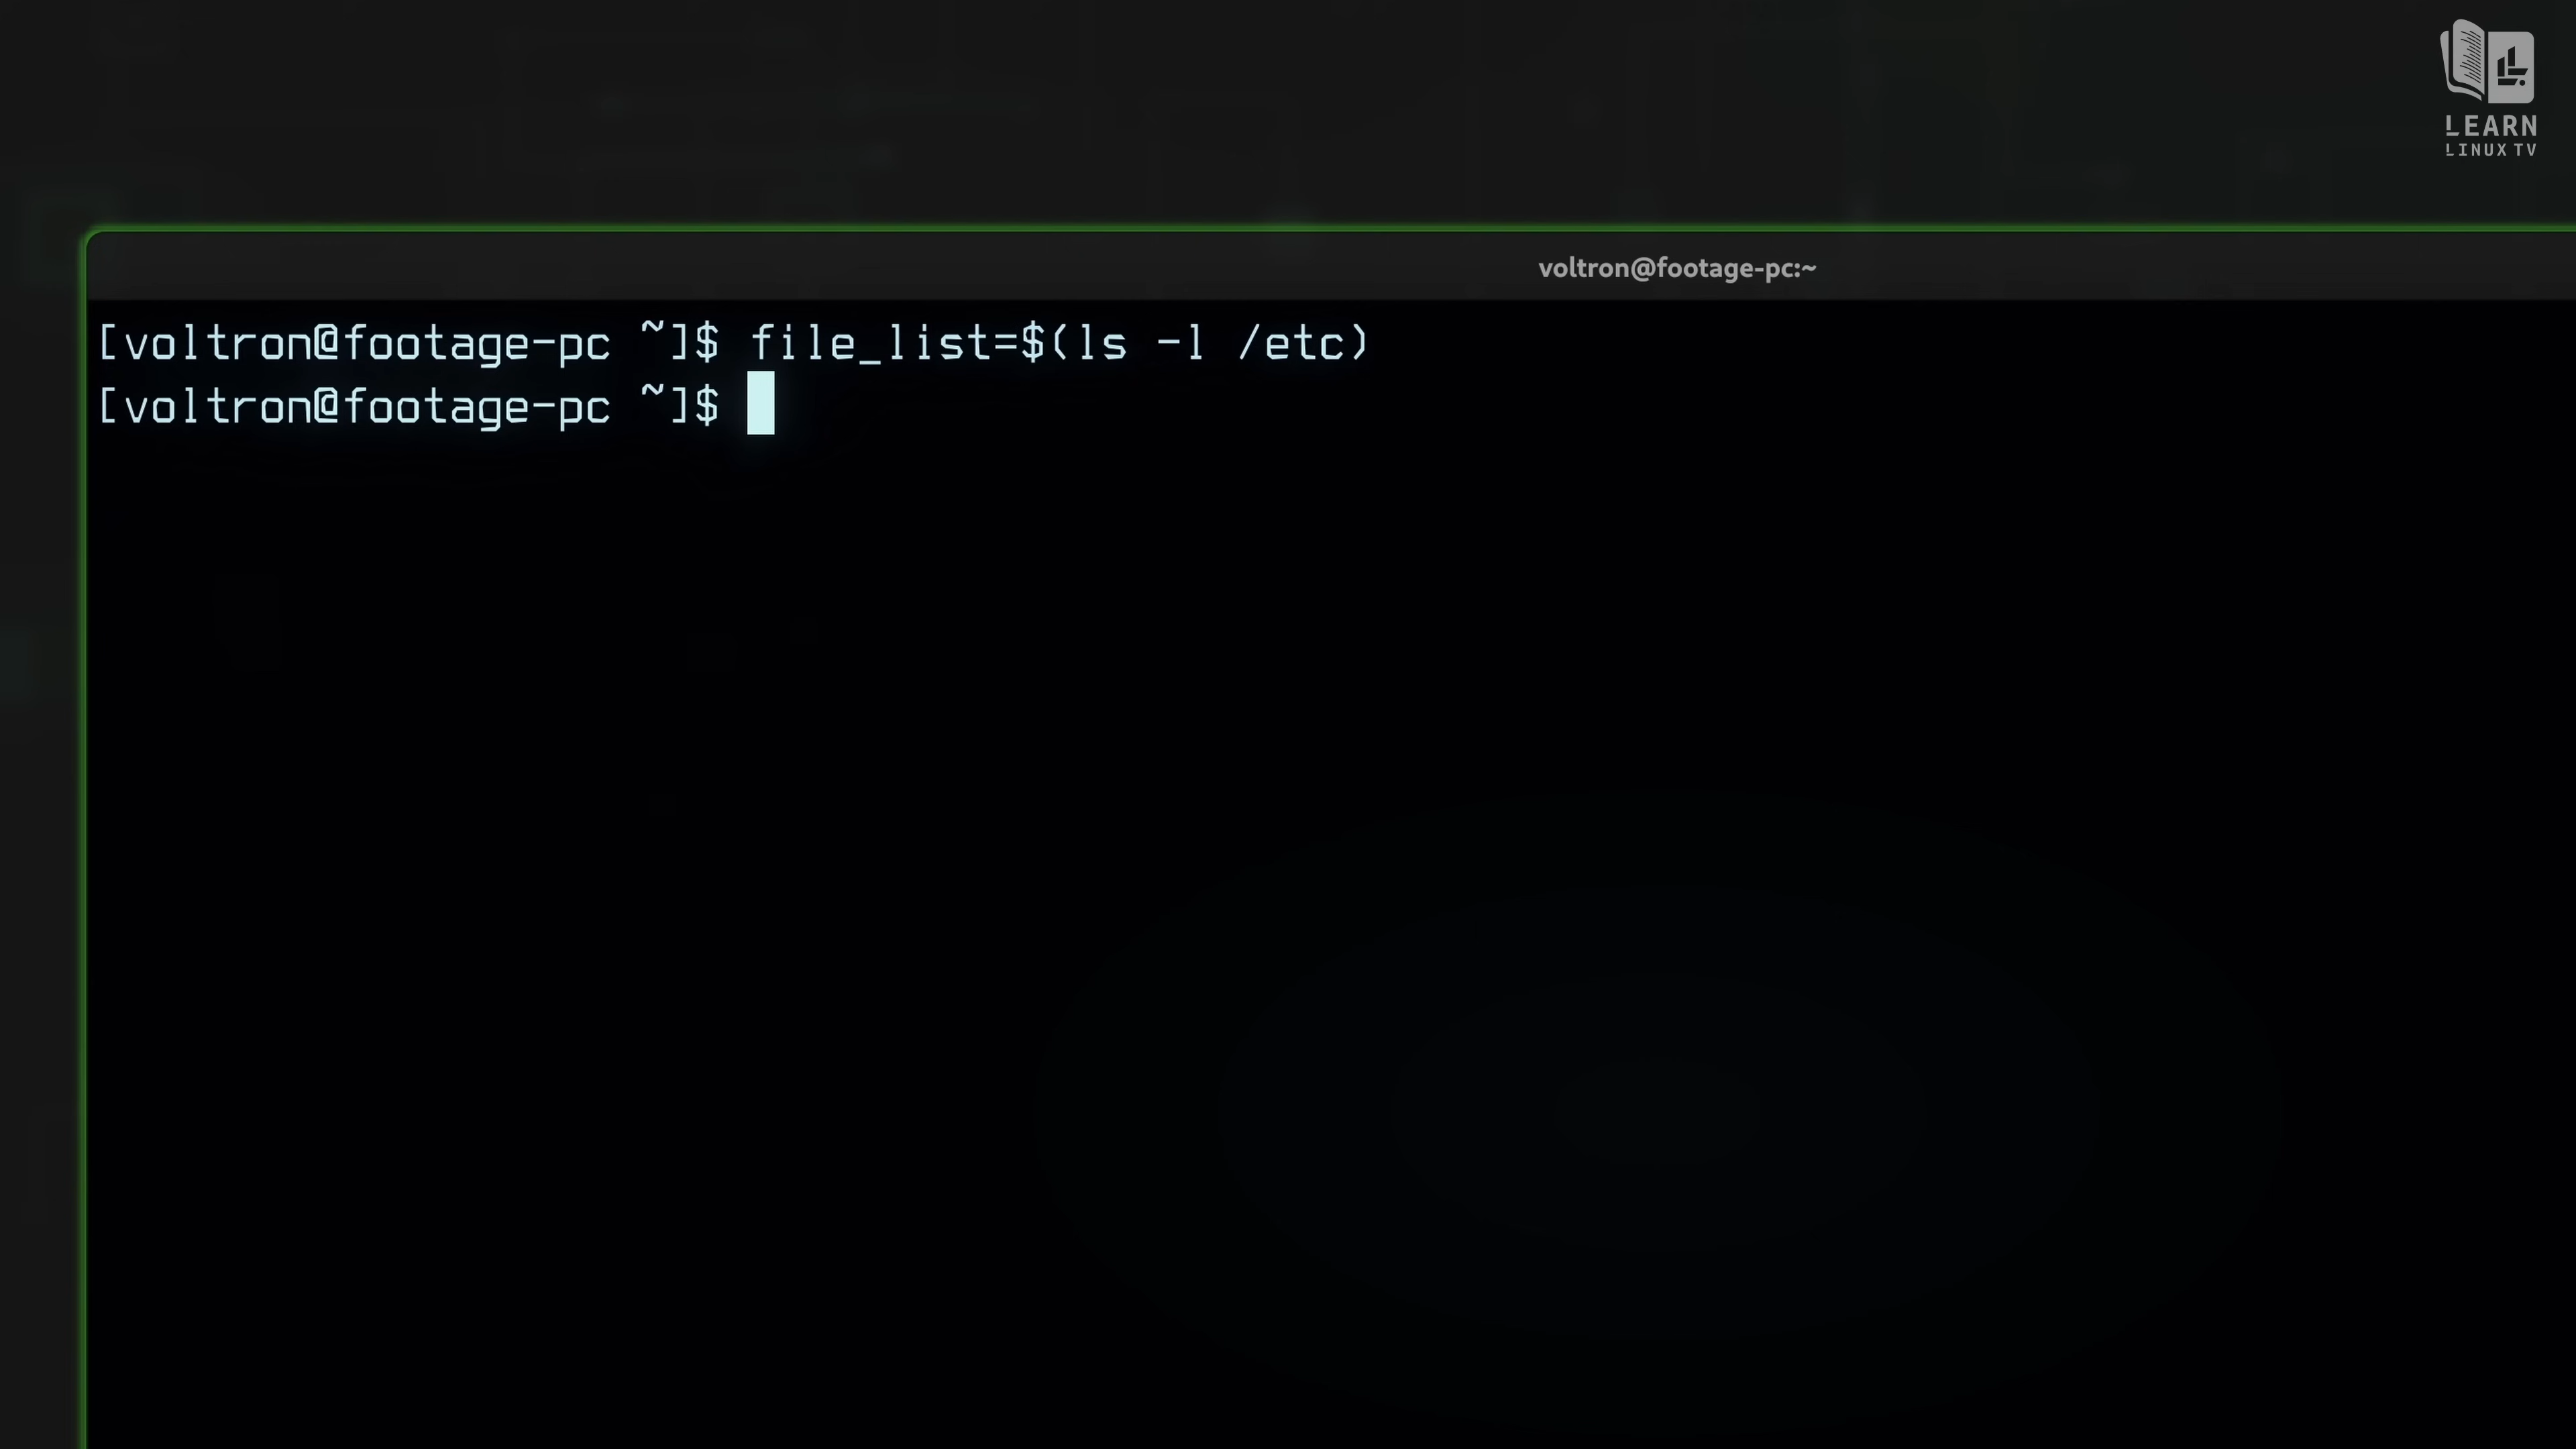 LEARN
LINUX TV
voltron@footage-pc:~
[voltron@footage-pc ~]$ file_list=$(ls -l /etc)
[voltron@footage-pc ~]$